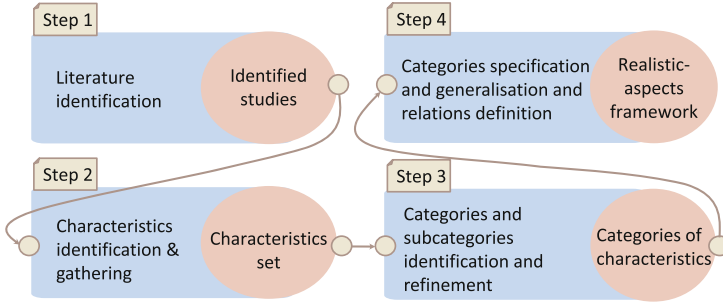 Step 1
Literature
identification
Identified
studies
Step 2
Characteristics
identification &
gathering
Characteristics
set
Step 3
Categories and
subcategories
identification and
refinement
Categories of
characteristics
Step 4
Categories specification
and generalisation and
relations definition
Realistic-
aspects
framework